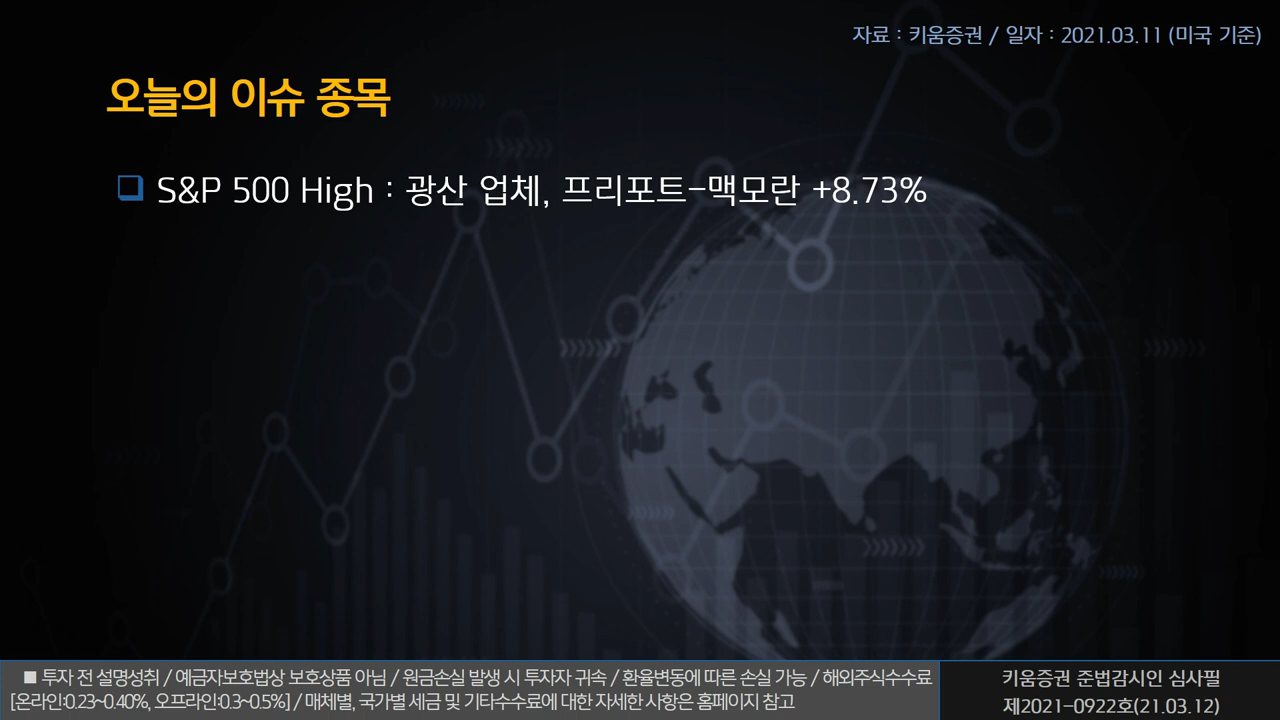 자료 : 키움증권 / 일자 : 2021.03.11 (미국 기준)
오늘의 이슈 종목
❑ S&P 500 High : 광산 업체, 프리포트-맥모란 +8.73%
■ 투자 전 설명성취 / 예금자보호법상 보호상품 아님 / 원금손실 발생 시 투자자 귀속 / 환율변동에 따른 손실 가능 / 해외주식수수료
[온라인:0.23~0.40%, 오프라인:0.3~0.5%] / 매체별, 국가별 세금 및 기타수수료에 대한 자세한 사항은 홈페이지 참고
키움증권 준법감시인 심사필
제2021-0922호(21.03.12)